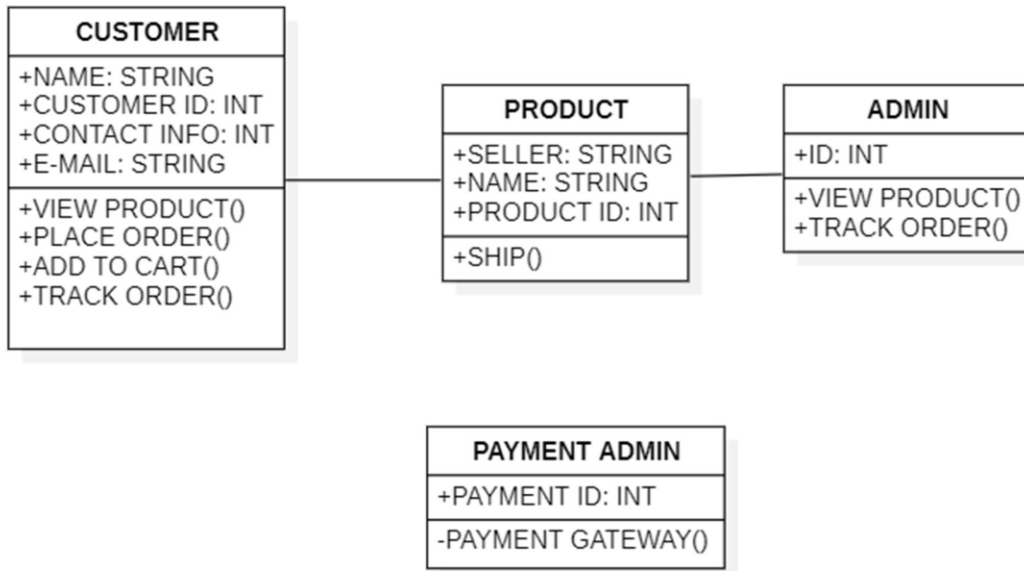 CUSTOMER
+NAME: STRING
+CUSTOMER ID: INT
+CONTACT INFO: INT
+E-MAIL: STRING
+VIEW PRODUCT()
+PLACE ORDER()
+ADD TO CART()
+TRACK ORDER()
PRODUCT
+SELLER: STRING
+NAME: STRING
+PRODUCT ID: INT
+SHIP()
ADMIN
+ID: INT
+VIEW PRODUCT()
+TRACK ORDER()
PAYMENT ADMIN
+PAYMENT ID: INT
-PAYMENT GATEWAY()